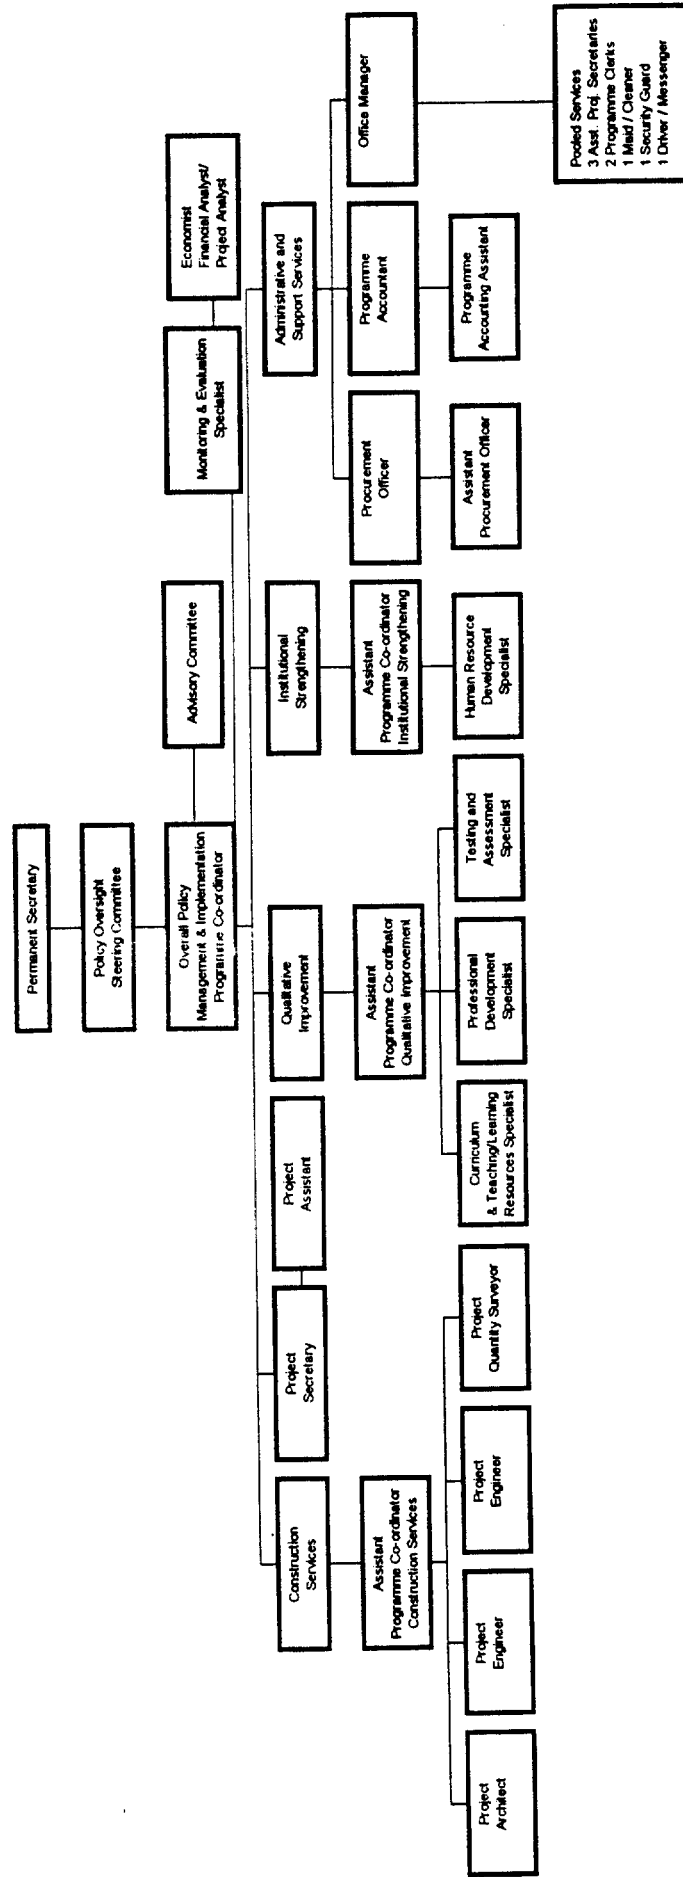 Permanent Secretary
Policy Oversight
Steering Committee
Overall Policy
Management & Implementation
Programme Co-ordinator
Advisory Committee
Monitoring & Evaluation
Specialist
Economist
Financial Analyst/
Project Analyst
Construction
Services
Project
Secretary
Project
Assistant
Qualitative
Improvement
Institutional
Strengthening
Administrative and
Support Services
Assistant
Programme Co-ordinator
Construction Services
Assistant
Programme Co-ordinator
Qualitative Improvement
Assistant
Programme Co-ordinator
Institutional Strengthening
Procurement
Officer
Programme
Accountant
Office Manager
Project
Architect
Project
Engineer
Project
Engineer
Project
Quantity Surveyor
Curriculum
& Teaching/Learning
Resources Specialist
Professional
Development
Specialist
Testing and
Assessment
Specialist
Human Resource
Development
Specialist
Assistant
Procurement Officer
Programme
Accounting Assistant
Pooled Services
3 Asst. Proj. Secretaries
2 Programme Clerks
1 Maid / Cleaner
1 Security Guard
1 Driver / Messenger